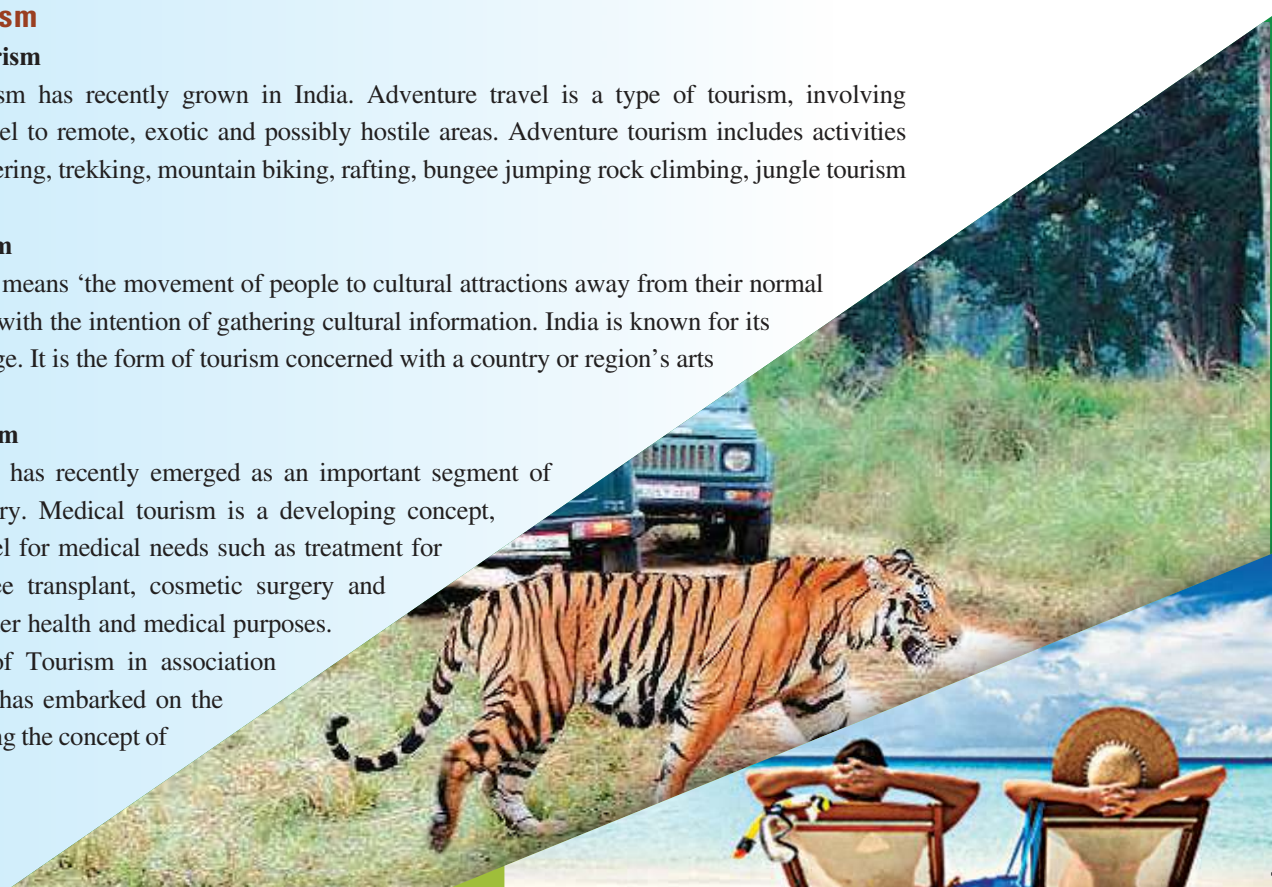 sm
rism
sm has recently grown in India. Adventure travel is a type of tourism, involving
el to remote, exotic and possibly hostile areas. Adventure tourism includes activities
ering, trekking, mountain biking, rafting, bungee jumping rock climbing, jungle tourism
m
means ‘the movement of people to cultural attractions away from their normal
with the intention of gathering cultural information. India is known for its
ge. It is the form of tourism concerned with a country or region’s arts
m
has recently emerged as an important segment of
ry. Medical tourism is a developing concept,
el for medical needs such as treatment for
ee transplant, cosmetic surgery and
er health and medical purposes.
of Tourism in association
has embarked on the
ng the concept of
6